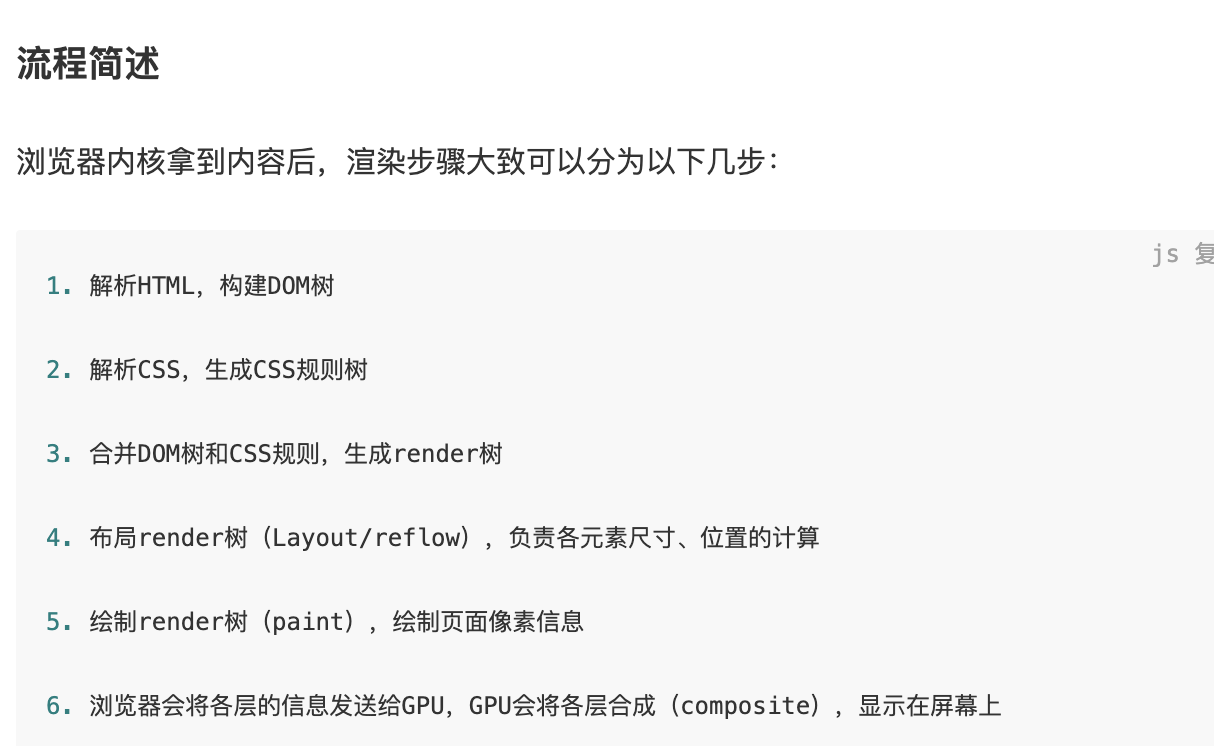 流程简述
浏览器内核拿到内容后，渲染步骤大致可以分为以下几步：
js 复
1. 解析HTML，构建DOM树
2. 解析CSS，生成CSS规则树
3. 合并DOM树和CSS规则，生成render树
4. 布局render树（Layout/reflow），负责各元素尺寸、位置的计算
5. 绘制render树（paint），绘制页面像素信息
6. 浏览器会将各层的信息发送给GPU，GPU会将各层合成（composite），显示在屏幕上